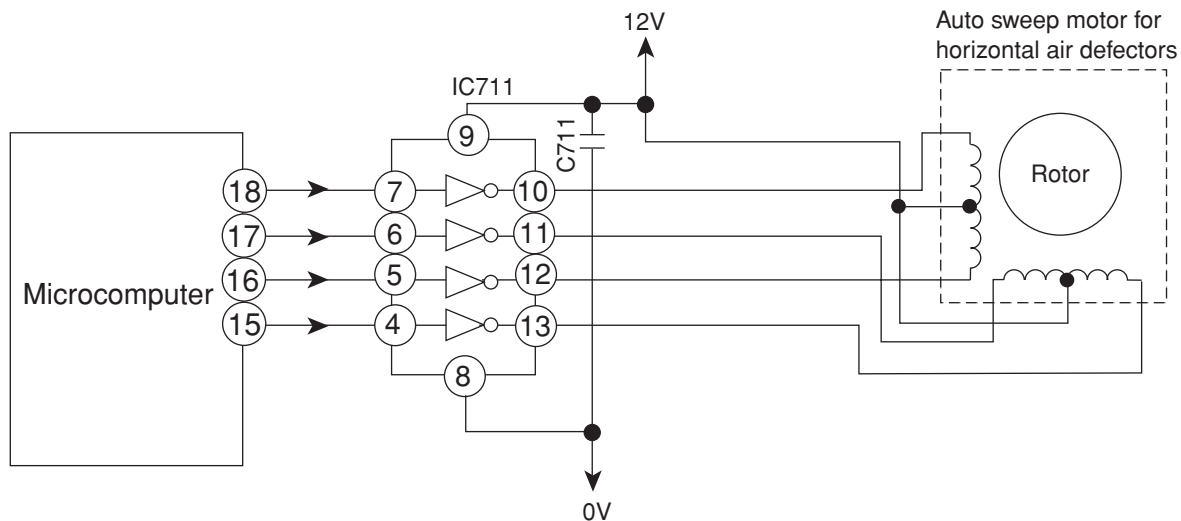 12V
Auto sweep motor for
horizontal air defectors
IC711
9
C711
Rotor
18
7
10
17
6
11
16
5
12
Microcomputer
15
4
13
8
0V